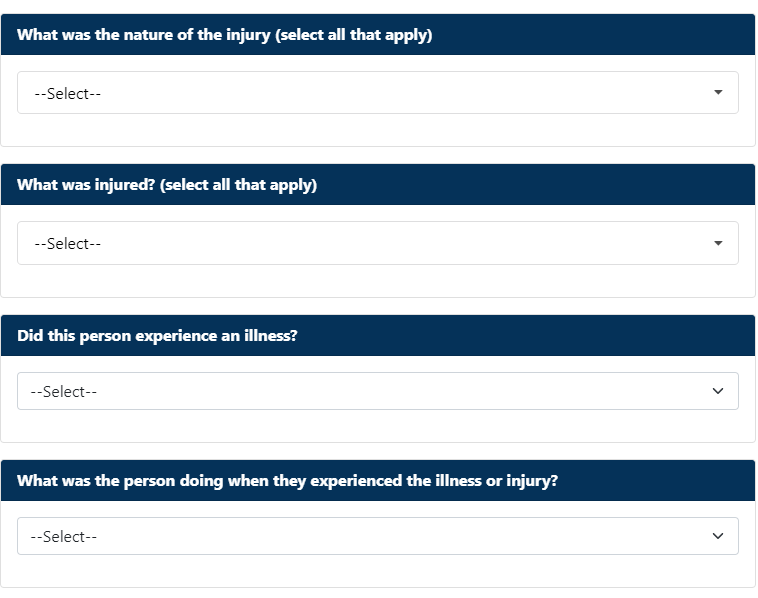 What was the nature of the injury (select all that apply)
--Select--
What was injured? (select all that apply)
--Select--
Did this person experience an illness?
--Select--
What was the person doing when they experienced the illness or injury?
--Select--